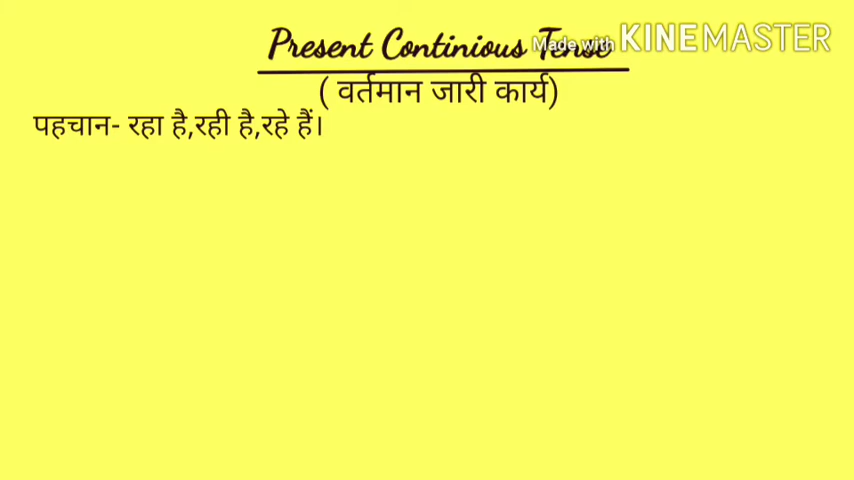 Present Continious Tense
Made with KINEMASTER
( वर्तमान जारी कार्य)
पहचान- रहा है,रही है,रहे हैं।